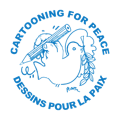 CARTOONING FOR PEACE
DESSINS POUR LA PAIX